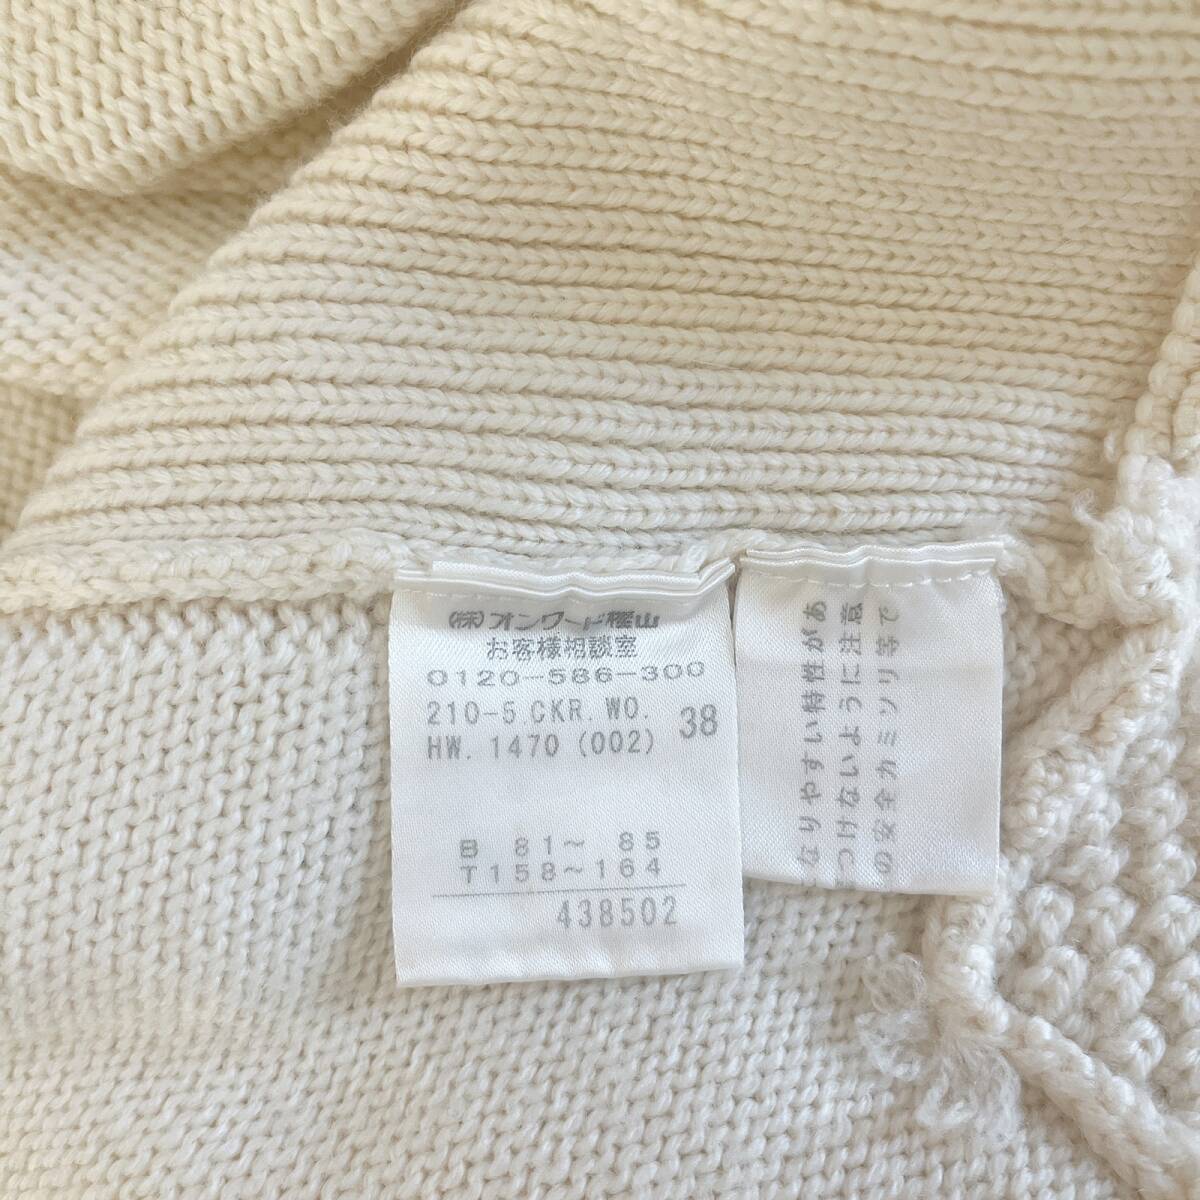 (株)オンワード樫山
お客様相談室
0120-586-300
210-5.CKR.WO. 38
HW. 1470 (002)
B 81~ 85
T158~164
438502
なりやすい特性があ
つけないように注意
の安全カミソリ等で